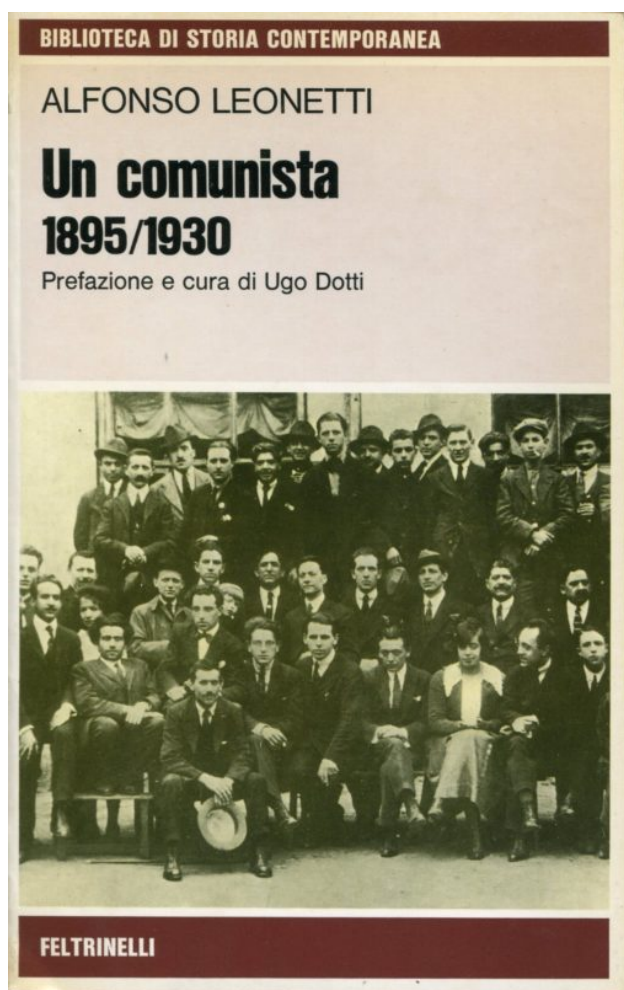 BIBLIOTECA DI STORIA CONTEMPORANEA
ALFONSO LEONETTI
Un comunista
1895/1930
Prefazione e cura di Ugo Dotti
FELTRINELLI